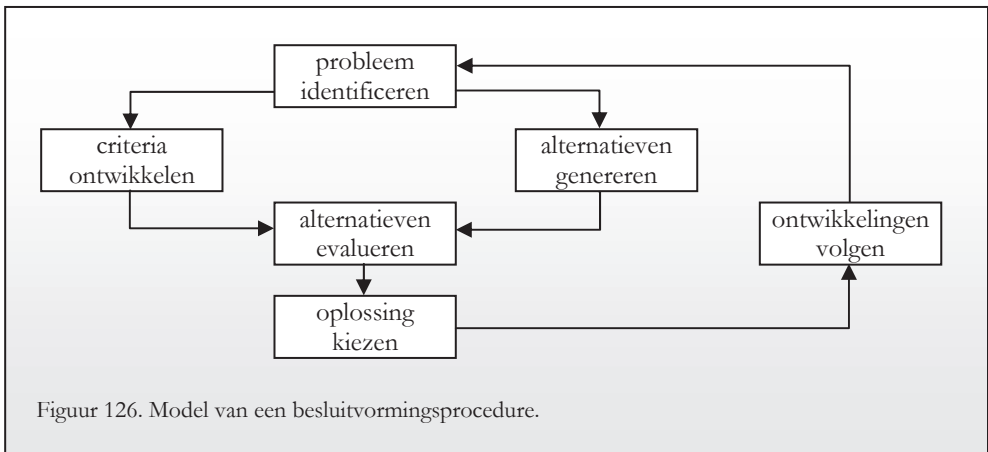 probleem
identificeren
criteria
ontwikkelen
alternatieven
genereren
alternatieven
evalueren
ontwikkelingen
volgen
oplossing
kiezen
Figuur 126. Model van een besluitvormingsprocedure.